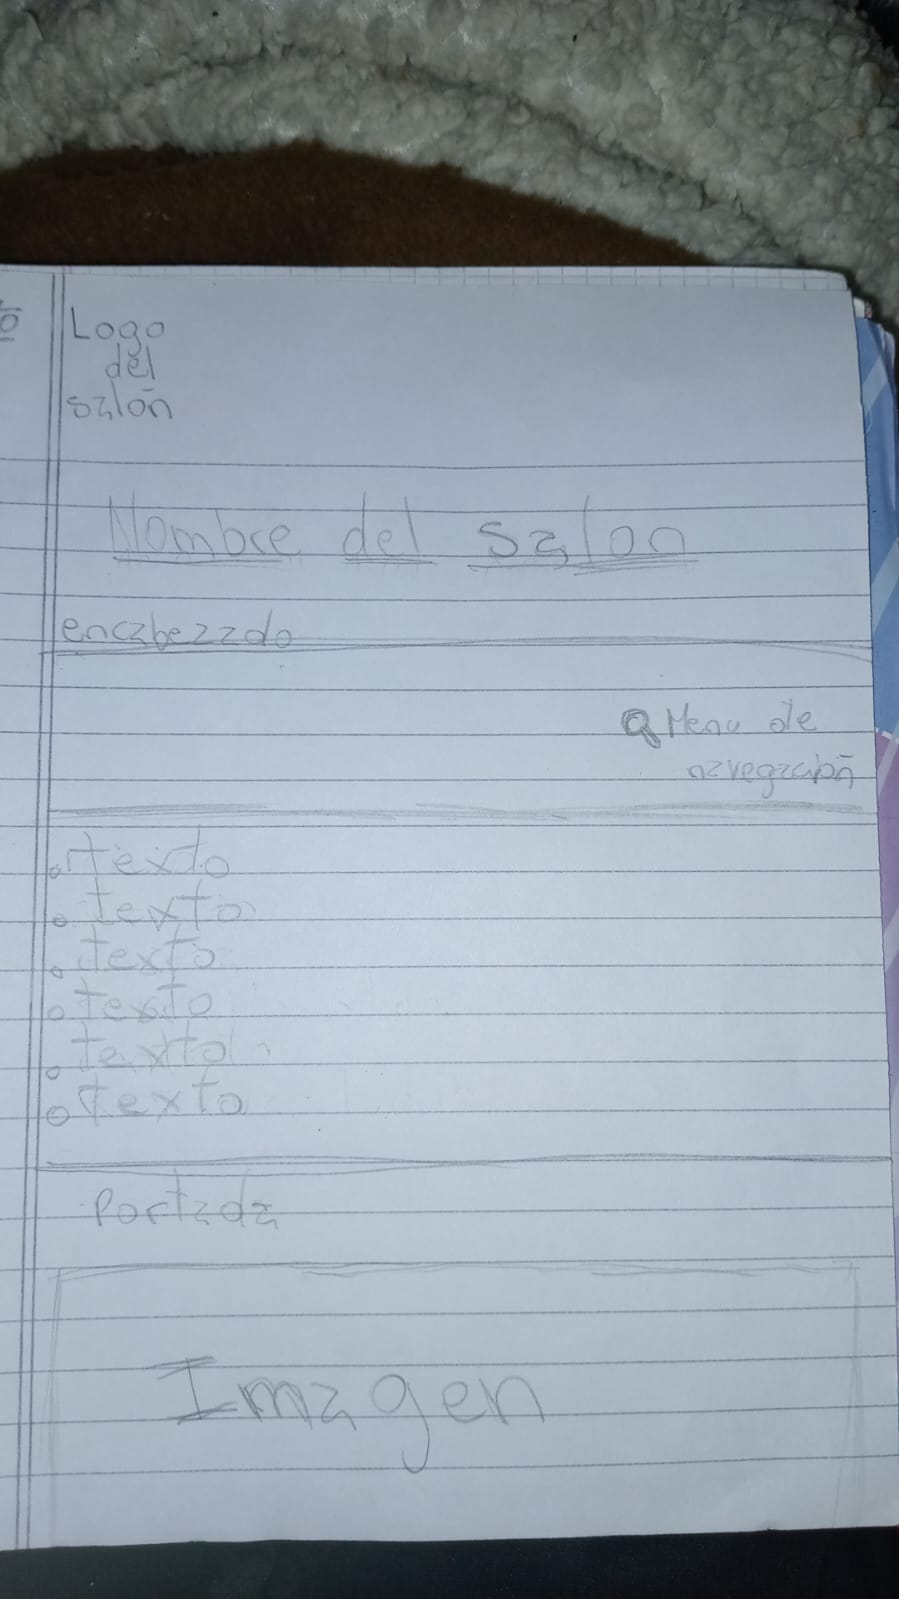 Logo
del
salón
Nombre del salon
encabezado
Menu de
navegación
texto
texto
texto
texto
texto
texto
Portada
Imagen